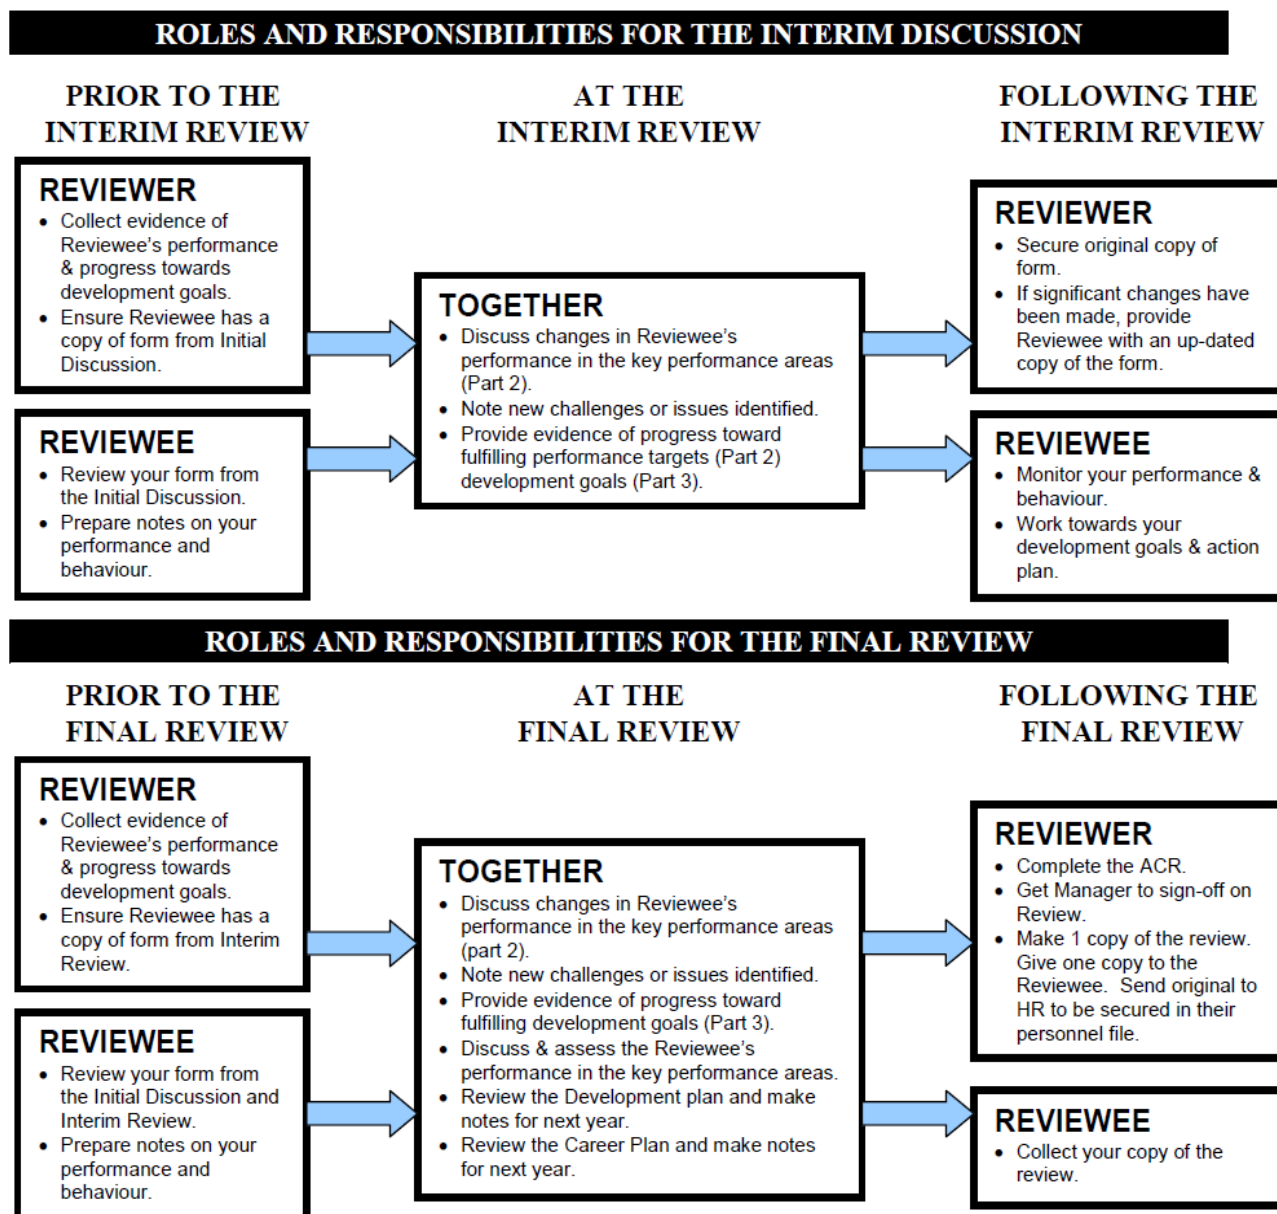 ROLES AND RESPONSIBILITIES FOR THE INTERIM DISCUSSION
PRIOR TO THE
INTERIM REVIEW
REVIEWER
• Collect evidence of
Reviewee’s performance
& progress towards
development goals.
• Ensure Reviewee has a
copy of form from Initial
Discussion.
REVIEWEE
• Review your form from
the Initial Discussion.
• Prepare notes on your
performance and
behaviour.
AT THE
INTERIM REVIEW
TOGETHER
• Discuss changes in Reviewee’s
performance in the key performance areas
(Part 2).
• Note new challenges or issues identified.
• Provide evidence of progress toward
fulfilling performance targets (Part 2)
development goals (Part 3).
FOLLOWING THE
INTERIM REVIEW
REVIEWER
• Secure original copy of
form.
• If significant changes have
been made, provide
Reviewee with an up-dated
copy of the form.
REVIEWEE
• Monitor your performance &
behaviour.
• Work towards your
development goals & action
plan.
ROLES AND RESPONSIBILITIES FOR THE FINAL REVIEW
PRIOR TO THE
FINAL REVIEW
REVIEWER
• Collect evidence of
Reviewee’s performance
& progress towards
development goals.
• Ensure Reviewee has a
copy of form from Interim
Review.
REVIEWEE
• Review your form from
the Initial Discussion and
Interim Review.
• Prepare notes on your
performance and
behaviour.
AT THE
FINAL REVIEW
TOGETHER
• Discuss changes in Reviewee’s
performance in the key performance areas
(part 2).
• Note new challenges or issues identified.
• Provide evidence of progress toward
fulfilling development goals (Part 3).
• Discuss & assess the Reviewee’s
performance in the key performance areas.
• Review the Development plan and make
notes for next year.
• Review the Career Plan and make notes
for next year.
FOLLOWING THE
FINAL REVIEW
REVIEWER
• Complete the ACR.
• Get Manager to sign-off on
Review.
• Make 1 copy of the review.
Give one copy to the
Reviewee.  Send original to
HR to be secured in their
personnel file.
REVIEWEE
• Collect your copy of the
review.